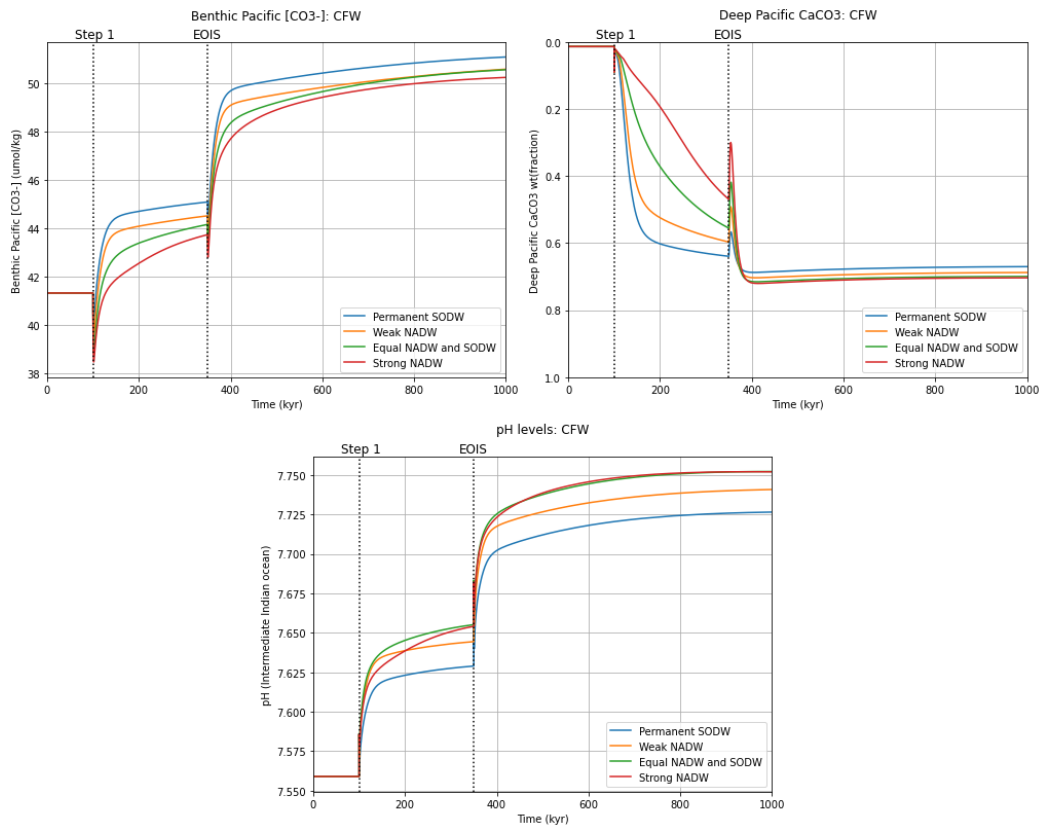 Benthic Pacific [CO3-]: CFW
Step 1
EOIS
50
48
46
44
42
40
38
Benthic Pacific [CO3-] (umol/kg)
Permanent SODW
Weak NADW
Equal NADW and SODW
Strong NADW
0
200
400
600
800
1000
Time (kyr)
Deep Pacific CaCO3: CFW
Step 1
EOIS
0.0
0.2
0.4
0.6
0.8
1.0
Deep Pacific CaCO3 wt(fraction)
Permanent SODW
Weak NADW
Equal NADW and SODW
Strong NADW
0
200
400
600
800
1000
Time (kyr)
pH levels: CFW
Step 1
EOIS
7.750
7.725
7.700
7.675
7.650
7.625
7.600
7.575
7.550
pH (Intermediate Indian ocean)
Permanent SODW
Weak NADW
Equal NADW and SODW
Strong NADW
0
200
400
600
800
1000
Time (kyr)